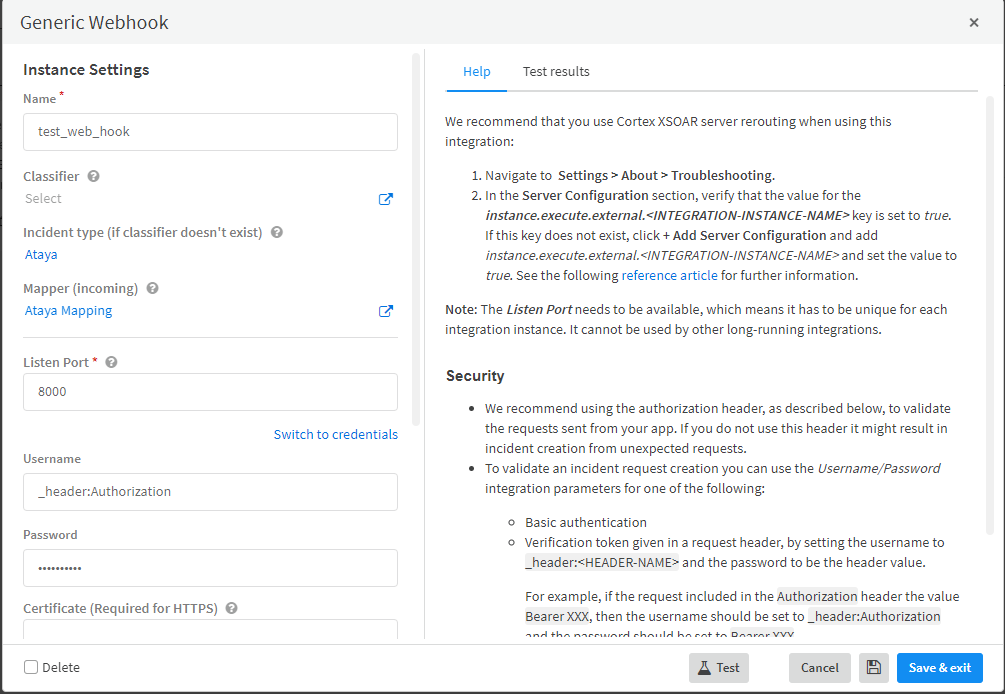 Generic Webhook
×
Instance Settings
Name *
test_web_hook
Classifier ?
Select
Incident type (if classifier doesn't exist) ?
Ataya
Mapper (incoming) ?
Ataya Mapping
Listen Port * ?
8000
Switch to credentials
Username
_header:Authorization
Password
••••••••••
Certificate (Required for HTTPS) ?
Help
Test results
We recommend that you use Cortex XSOAR server rerouting when using this
integration:
1. Navigate to Settings > About > Troubleshooting.
2. In the Server Configuration section, verify that the value for the
instance.execute.external.<INTEGRATION-INSTANCE-NAME> key is set to true.
If this key does not exist, click + Add Server Configuration and add
instance.execute.external.<INTEGRATION-INSTANCE-NAME> and set the value to
true. See the following reference article for further information.
Note: The Listen Port needs to be available, which means it has to be unique for each
integration instance. It cannot be used by other long-running integrations.
Security
• We recommend using the authorization header, as described below, to validate
the requests sent from your app. If you do not use this header it might result in
incident creation from unexpected requests.
• To validate an incident request creation you can use the Username/Password
integration parameters for one of the following:
○ Basic authentication
○ Verification token given in a request header, by setting the username to
_header:<HEADER-NAME> and the password to be the header value.
For example, if the request included in the Authorization header the value
Bearer XXX, then the username should be set to _header:Authorization
and the password should be set to Bearer XXX.
Delete
Test
Cancel
Save & exit